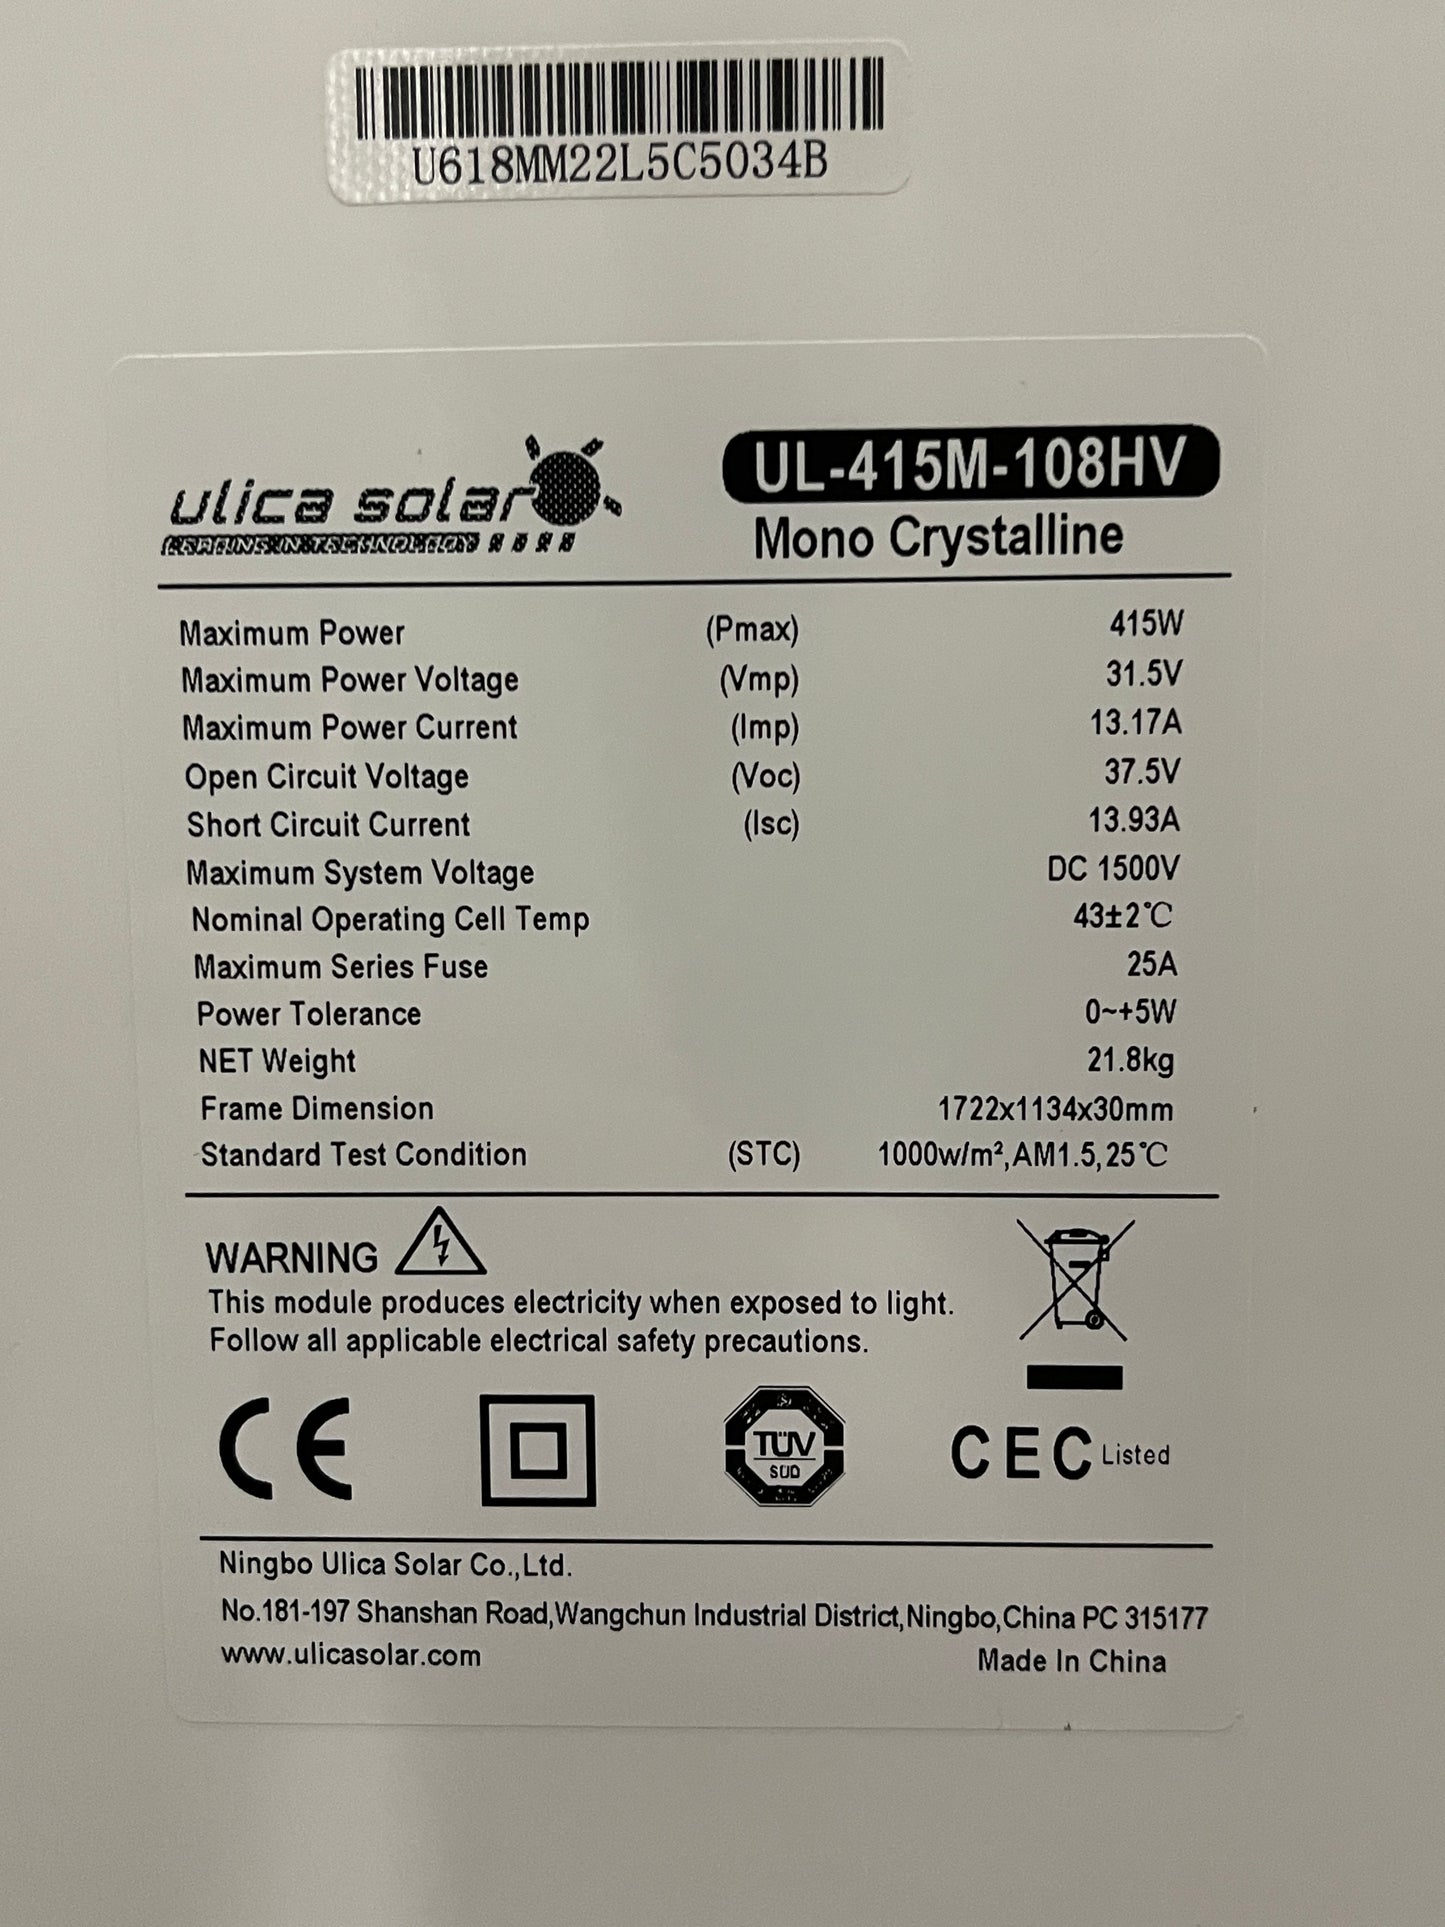 U618MM22L5C5034B
ulica solar
UL-415M-108HV
Mono Crystalline
Maximum Power (Pmax) 415W
Maximum Power Voltage (Vmp) 31.5V
Maximum Power Current (Imp) 13.17A
Open Circuit Voltage (Voc) 37.5V
Short Circuit Current (Isc) 13.93A
Maximum System Voltage DC 1500V
Nominal Operating Cell Temp 43±2℃
Maximum Series Fuse 25A
Power Tolerance 0~+5W
NET Weight 21.8kg
Frame Dimension 1722x1134x30mm
Standard Test Condition (STC) 1000w/m²,AM1.5,25℃
WARNING
This module produces electricity when exposed to light.
Follow all applicable electrical safety precautions.
CE
TÜV
SÜD
CEC Listed
Ningbo Ulica Solar Co.,Ltd.
No.181-197 Shanshan Road,Wangchun Industrial District,Ningbo,China PC 315177
www.ulicasolar.com
Made In China